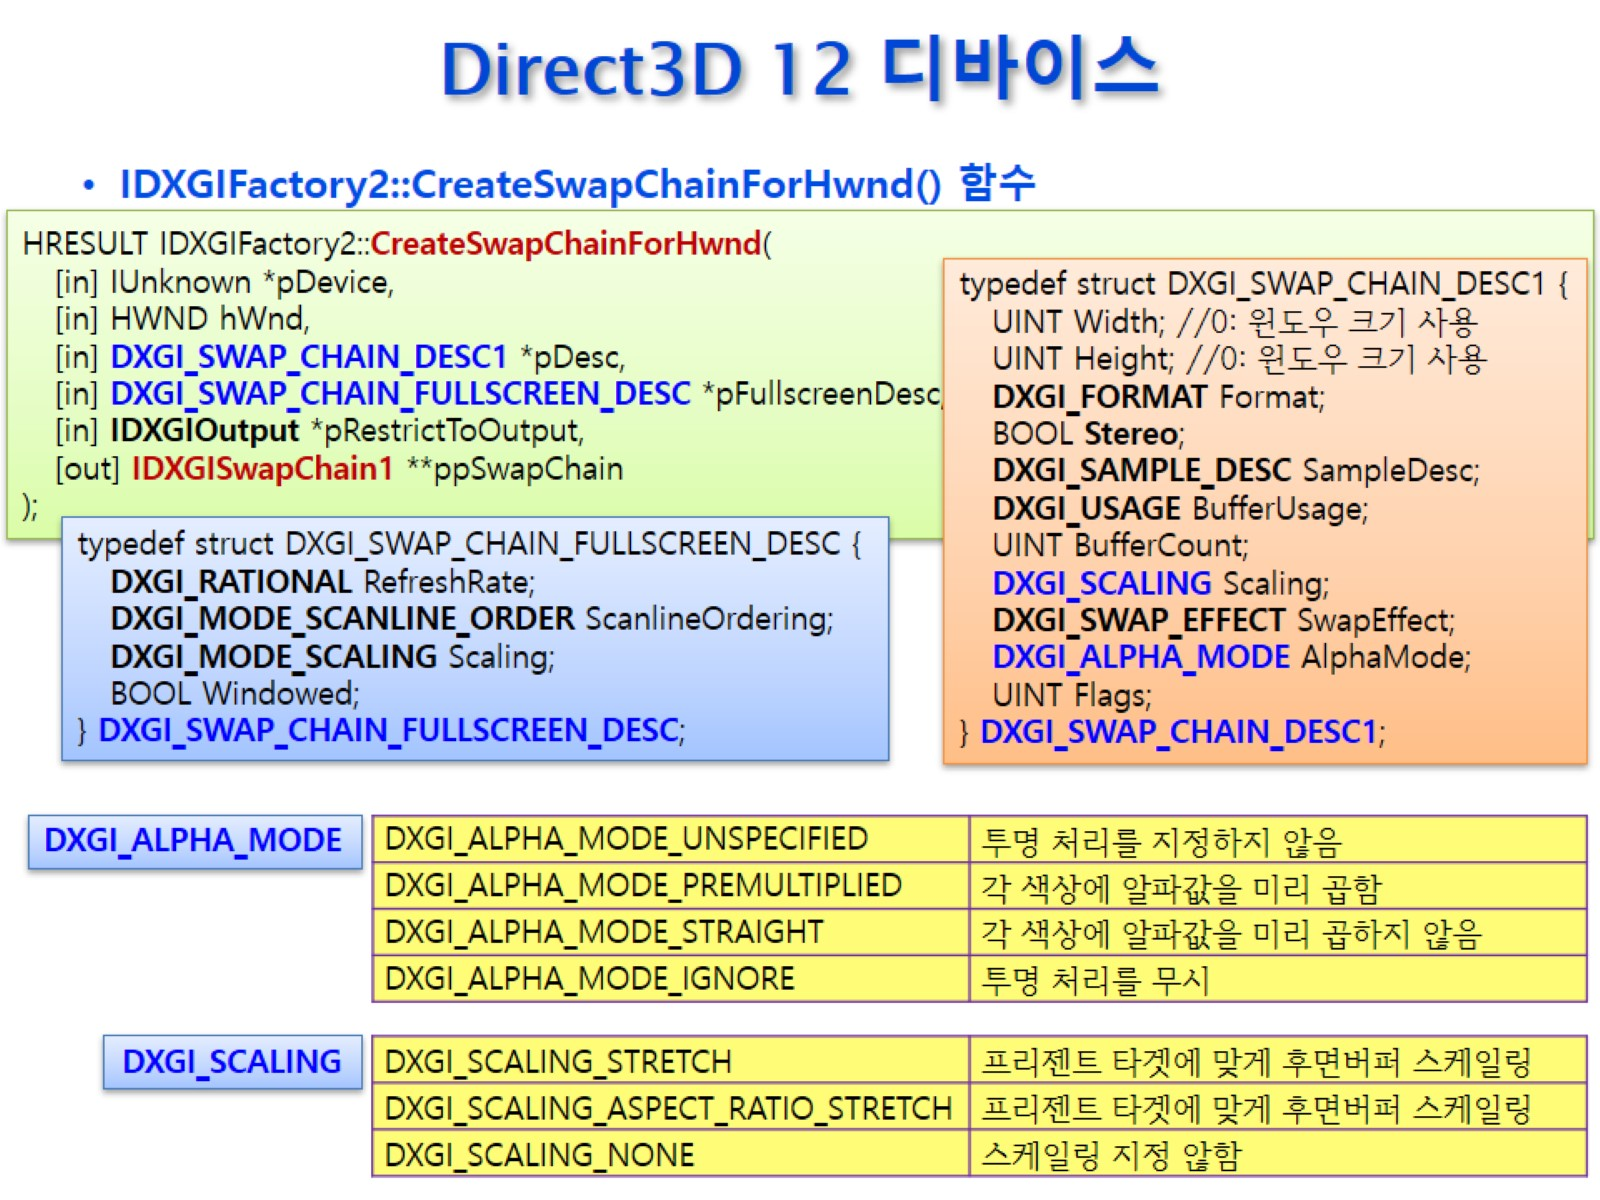 Direct3D 12 디바이스
• IDXGIFactory2::CreateSwapChainForHwnd() 함수
HRESULT IDXGIFactory2::CreateSwapChainForHwnd(
[in] IUnknown *pDevice,
[in] HWND hWnd,
[in] DXGI_SWAP_CHAIN_DESC1 *pDesc,
[in] DXGI_SWAP_CHAIN_FULLSCREEN_DESC *pFullscreenDesc,
[in] IDXGIOutput *pRestrictToOutput,
[out] IDXGISwapChain1 **ppSwapChain
);
typedef struct DXGI_SWAP_CHAIN_DESC1 {
UINT Width; //0: 윈도우 크기 사용
UINT Height; //0: 윈도우 크기 사용
DXGI_FORMAT Format;
BOOL Stereo;
DXGI_SAMPLE_DESC SampleDesc;
DXGI_USAGE BufferUsage;
UINT BufferCount;
DXGI_SCALING Scaling;
DXGI_SWAP_EFFECT SwapEffect;
DXGI_ALPHA_MODE AlphaMode;
UINT Flags;
} DXGI_SWAP_CHAIN_DESC1;
typedef struct DXGI_SWAP_CHAIN_FULLSCREEN_DESC {
DXGI_RATIONAL RefreshRate;
DXGI_MODE_SCANLINE_ORDER ScanlineOrdering;
DXGI_MODE_SCALING Scaling;
BOOL Windowed;
} DXGI_SWAP_CHAIN_FULLSCREEN_DESC;
DXGI_ALPHA_MODE
DXGI_ALPHA_MODE_UNSPECIFIED 투명 처리를 지정하지 않음
DXGI_ALPHA_MODE_PREMULTIPLIED 각 색상에 알파값을 미리 곱함
DXGI_ALPHA_MODE_STRAIGHT 각 색상에 알파값을 미리 곱하지 않음
DXGI_ALPHA_MODE_IGNORE 투명 처리를 무시
DXGI_SCALING
DXGI_SCALING_STRETCH 프리젠트 타겟에 맞게 후면버퍼 스케일링
DXGI_SCALING_ASPECT_RATIO_STRETCH 프리젠트 타겟에 맞게 후면버퍼 스케일링
DXGI_SCALING_NONE 스케일링 지정 않함